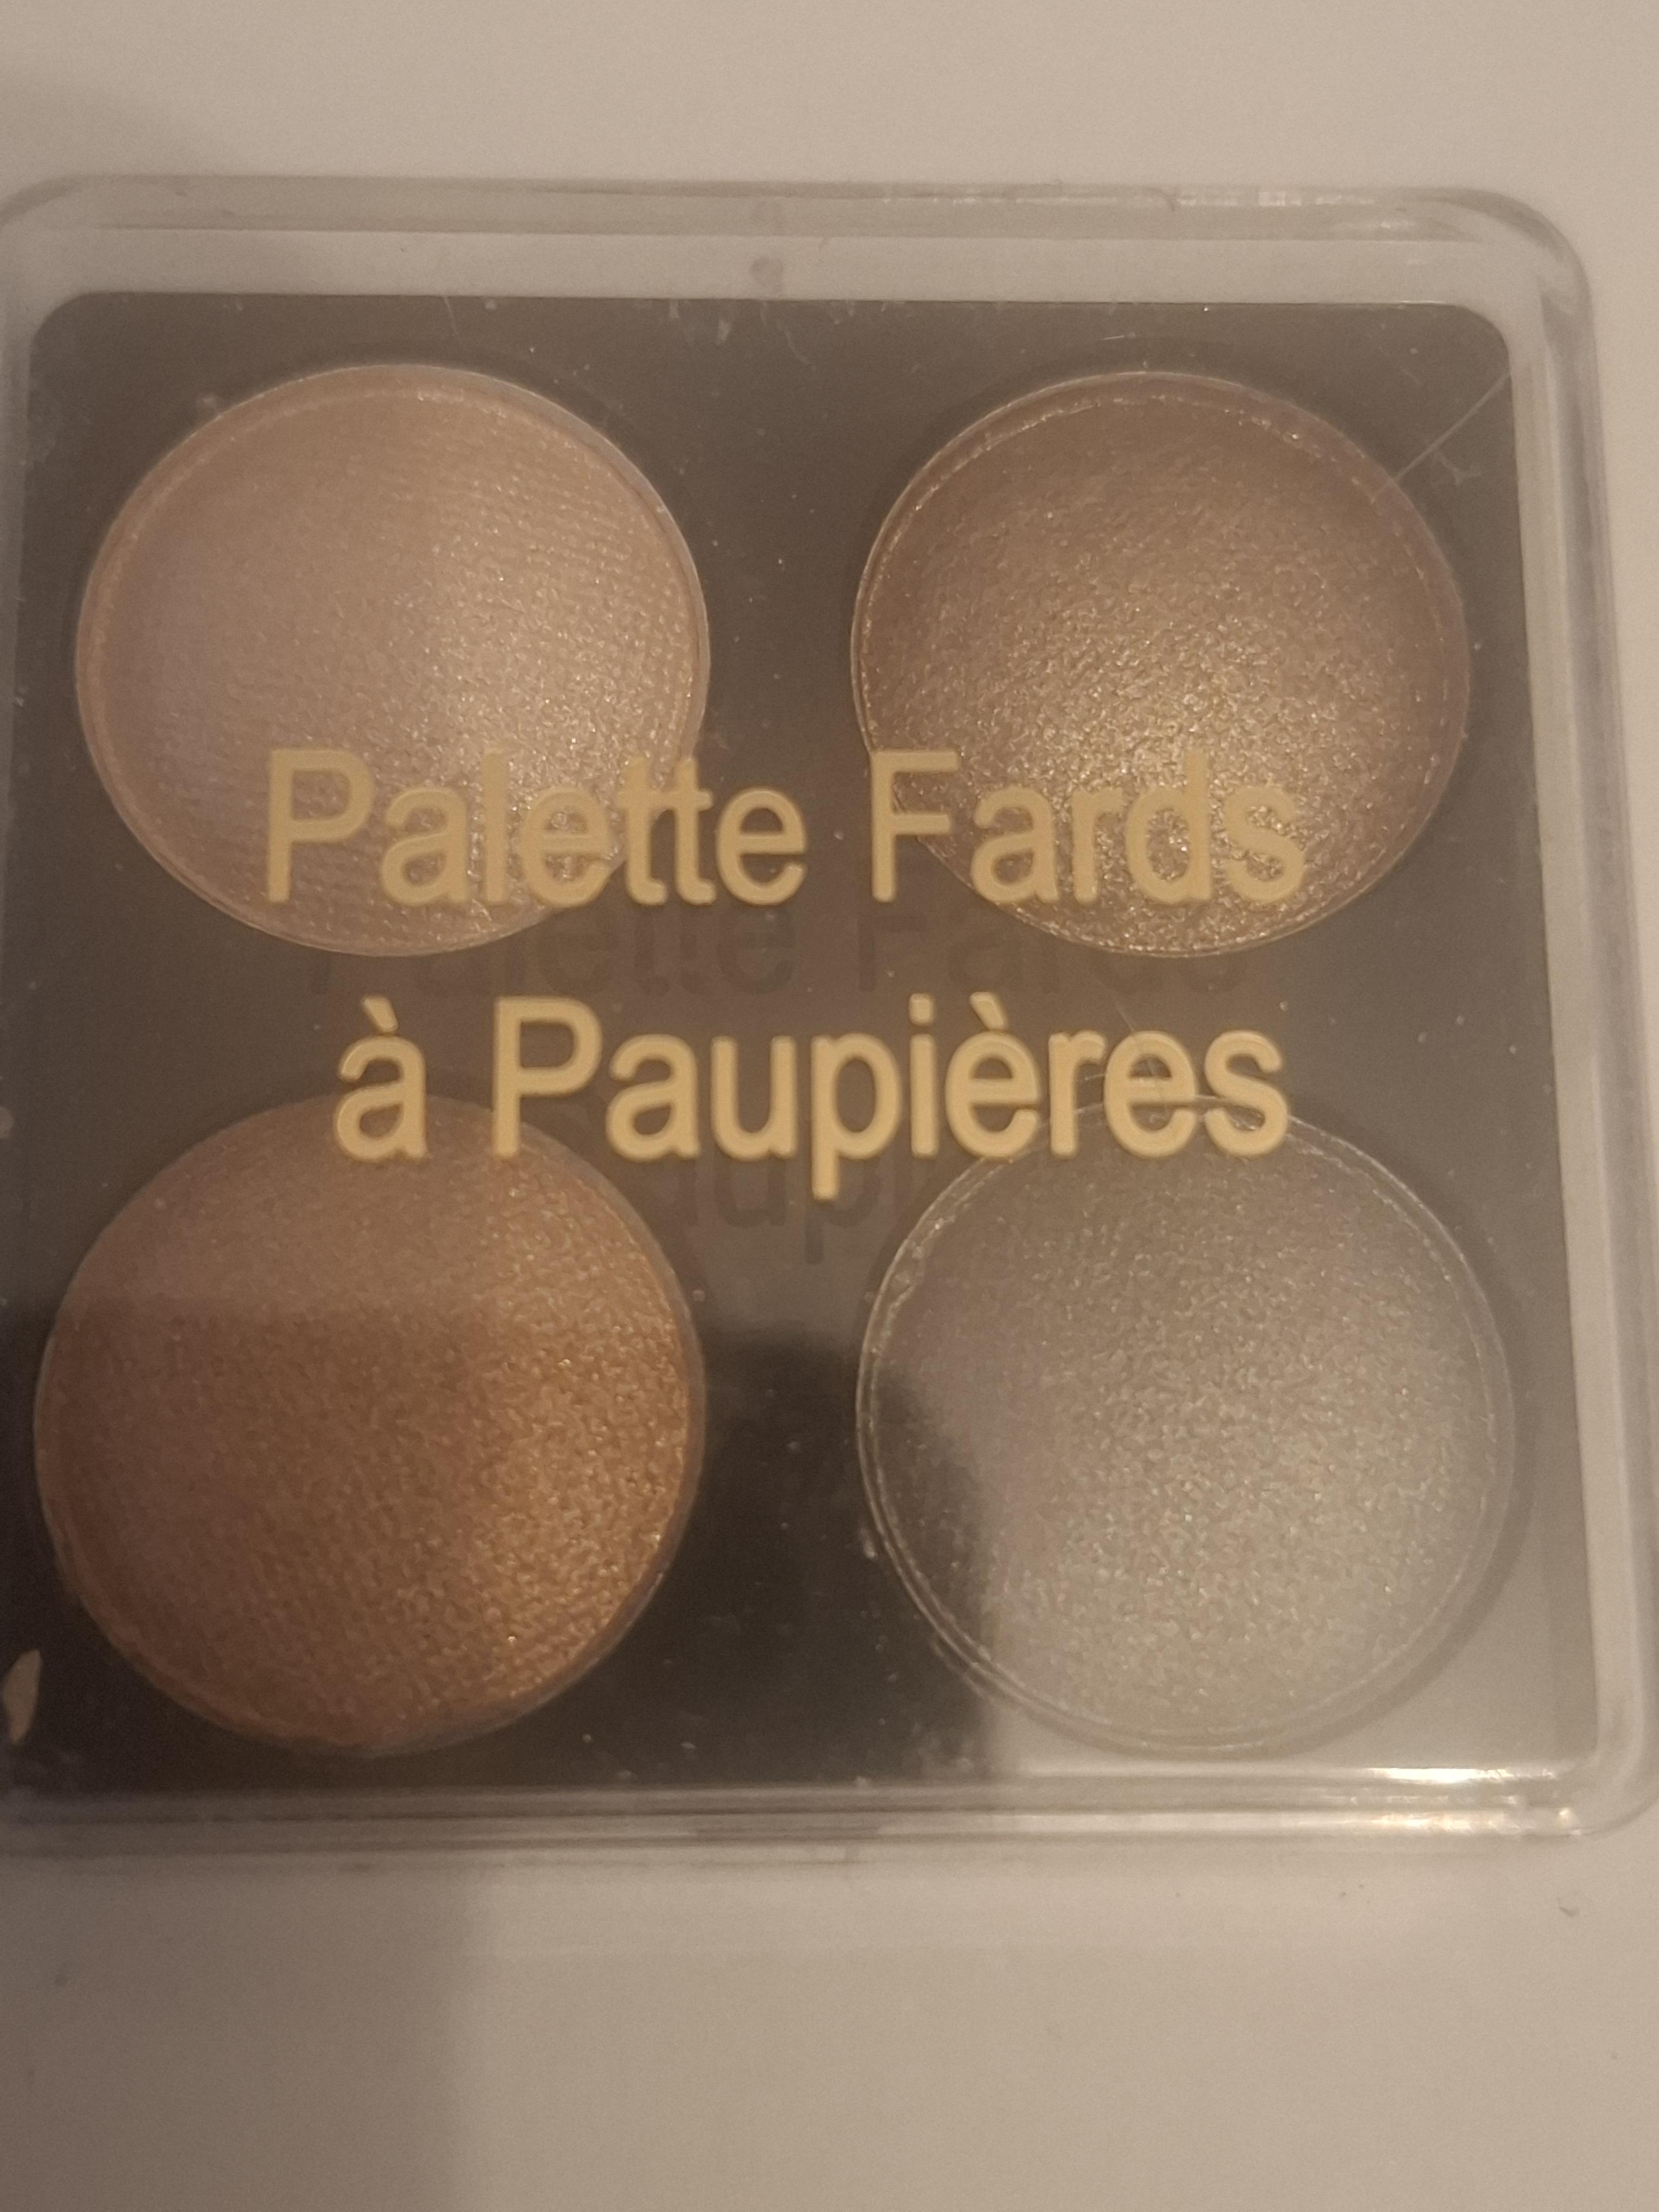 Palette Fards
à Paupières